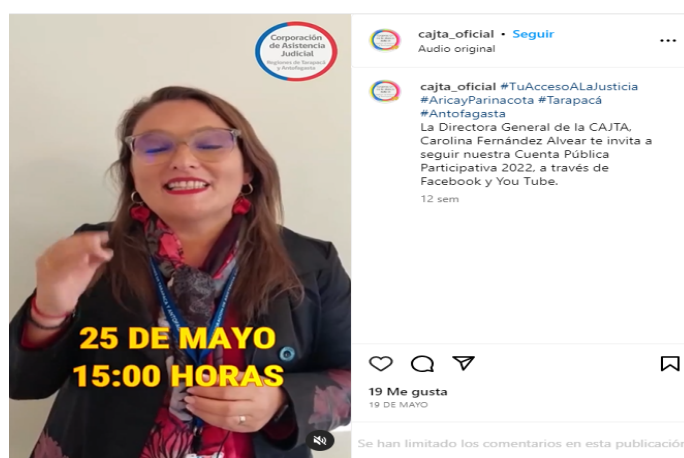 Corporación
de Asistencia
Judicial
Regiones de Tarapacá
y Antofagasta
25 DE MAYO
15:00 HORAS
cajta_oficial • Seguir
Audio original
cajta_oficial #TuAccesoALaJusticia
#AricayParinacota #Tarapacá
#Antofagasta
La Directora General de la CAJTA,
Carolina Fernández Alvear te invita a
seguir nuestra Cuenta Pública
Participativa 2022, a través de
Facebook y You Tube.
12 sem
19 Me gusta
19 DE MAYO
Se han limitado los comentarios en esta publicación